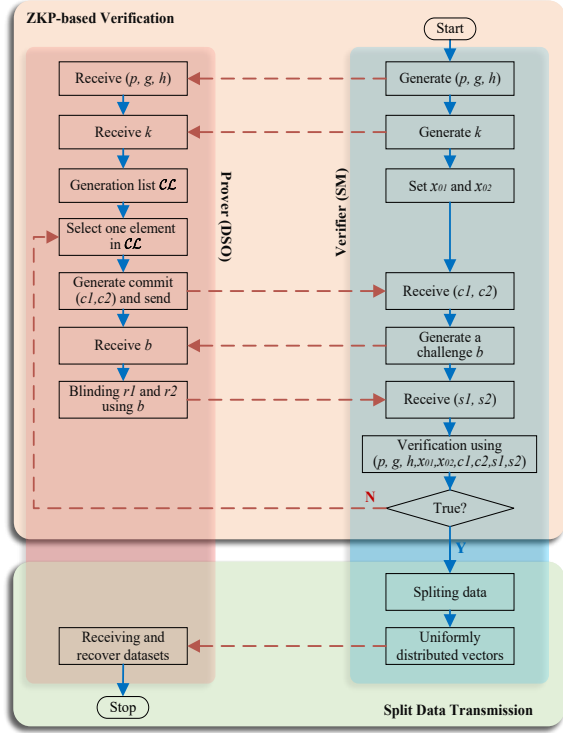 ZKP-based Verification
Start
Receive (p, g, h)
Generate (p, g, h)
Receive k
Generate k
Generation list CL
Set x01 and x02
Prover (DSO)
Verifier (SM)
Select one element
in CL
Generate commit
(c1,c2) and send
Receive (c1, c2)
Receive b
Generate a
challenge b
Blinding r1 and r2
using b
Receive (s1, s2)
Verification using
(p, g, h,x01,x02,c1,c2,s1,s2)
N
True?
Y
Spliting data
Receiving and
recover datasets
Uniformly
distributed vectors
Stop
Split Data Transmission